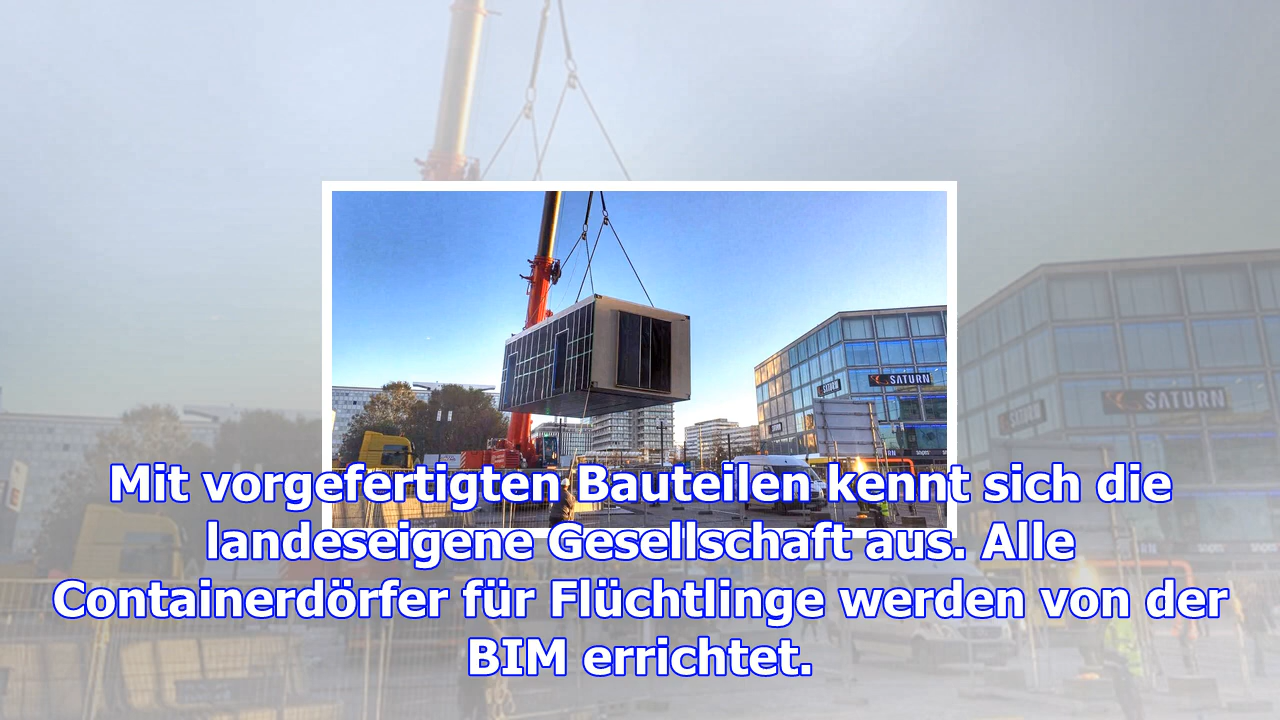 SATURN
SATURN
SATURN
Mit vorgefertigten Bauteilen kennt sich die
landeseigene Gesellschaft aus. Alle
Containerdörfer für Flüchtlinge werden von der
BIM errichtet.